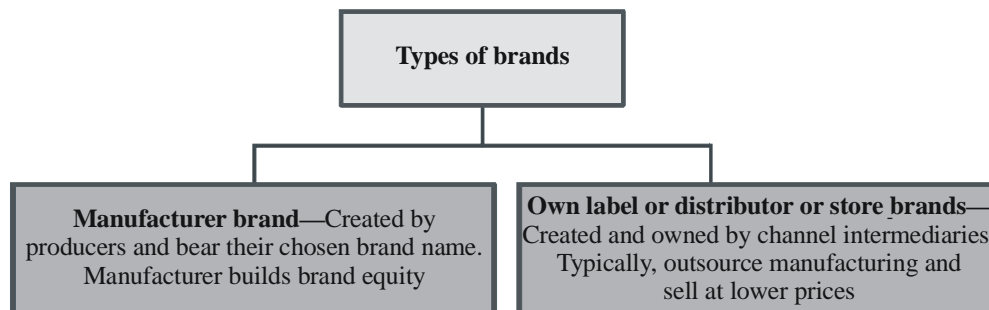 Types of brands
Manufacturer brand—Created by
producers and bear their chosen brand name.
Manufacturer builds brand equity
Own label or distributor or store brands—
Created and owned by channel intermediaries
Typically, outsource manufacturing and
sell at lower prices